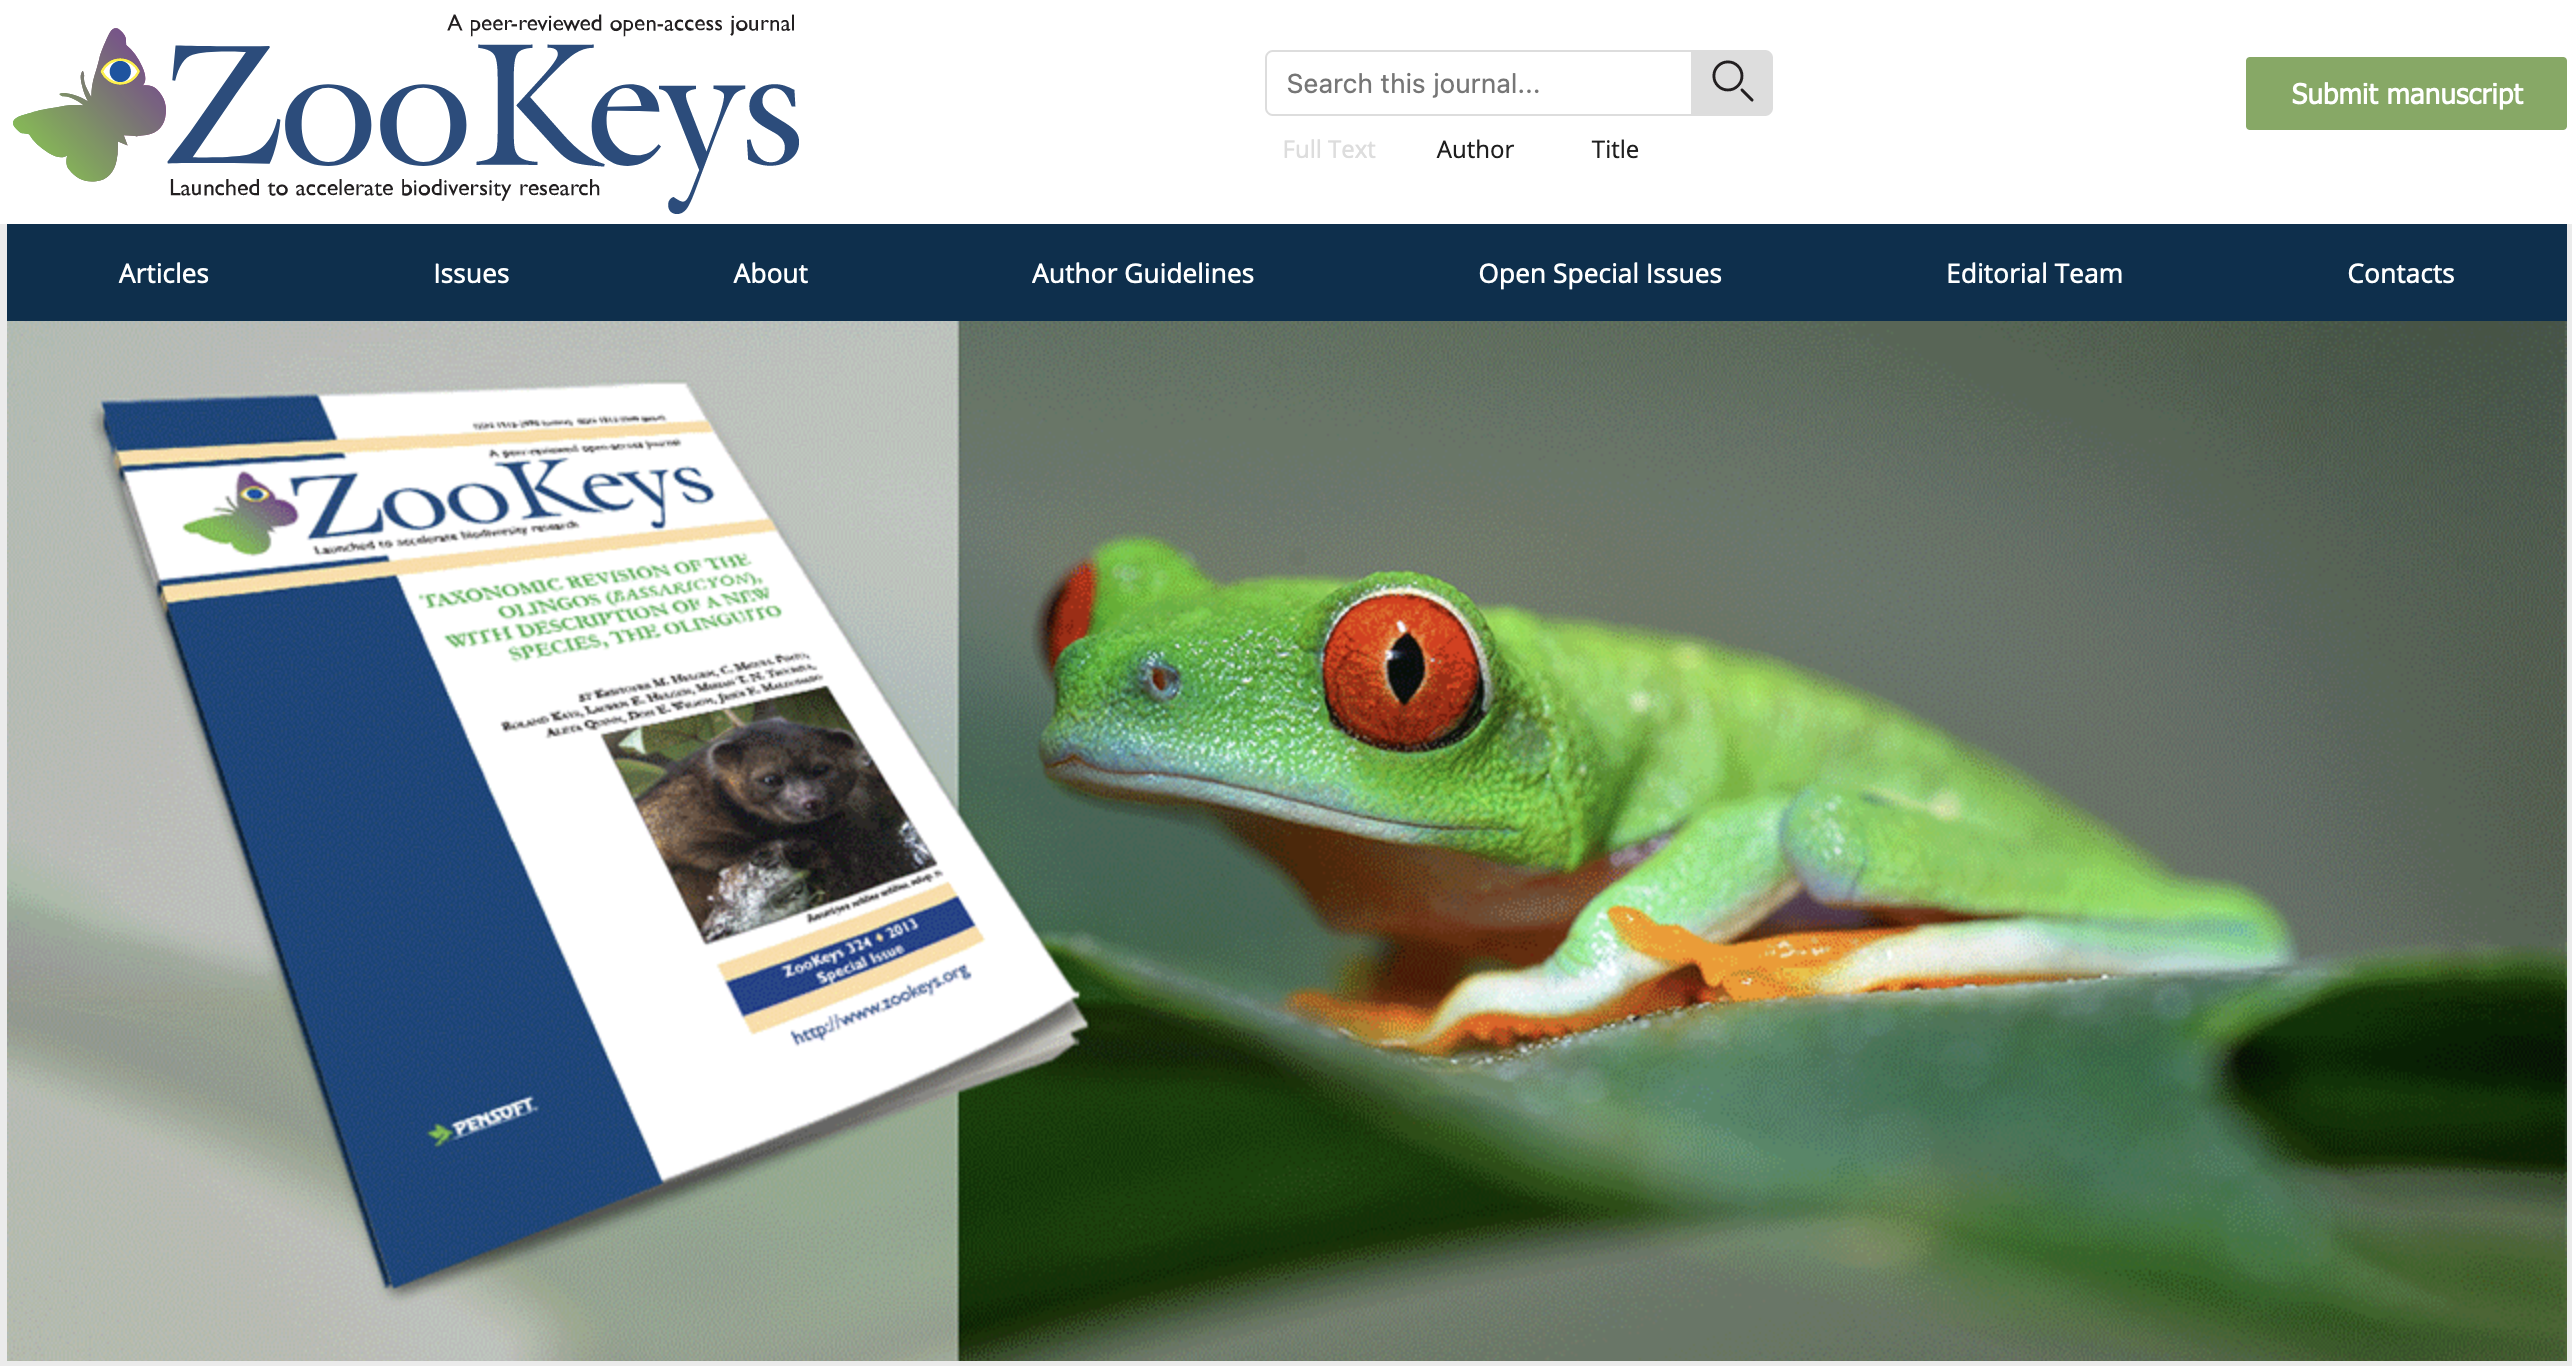 A peer-reviewed open-access journal
ZooKeys
Launched to accelerate biodiversity research
Search this journal...
Full Text Author Title
Submit manuscript
Articles Issues About Author Guidelines Open Special Issues Editorial Team Contacts
A peer-reviewed open-access journal
ZooKeys
Launched to accelerate biodiversity research
TAXONOMIC REVISION OF THE
OLINGOS (BASSARICYON),
WITH DESCRIPTION OF A NEW
SPECIES, THE OLINGUITO
BY KRISTOFER M. HELGEN, C. MIGUEL PINTO,
ROLAND KAYS, LAUREN E. HELGEN, MIRIAN T. N. TSUCHIYA,
ALETA QUINN, DON E. WILSON, JESÚS E. MALDONADO
ZooKeys 324 ♦ 2013
Special Issue
http://www.zookeys.org
PENSOFT.